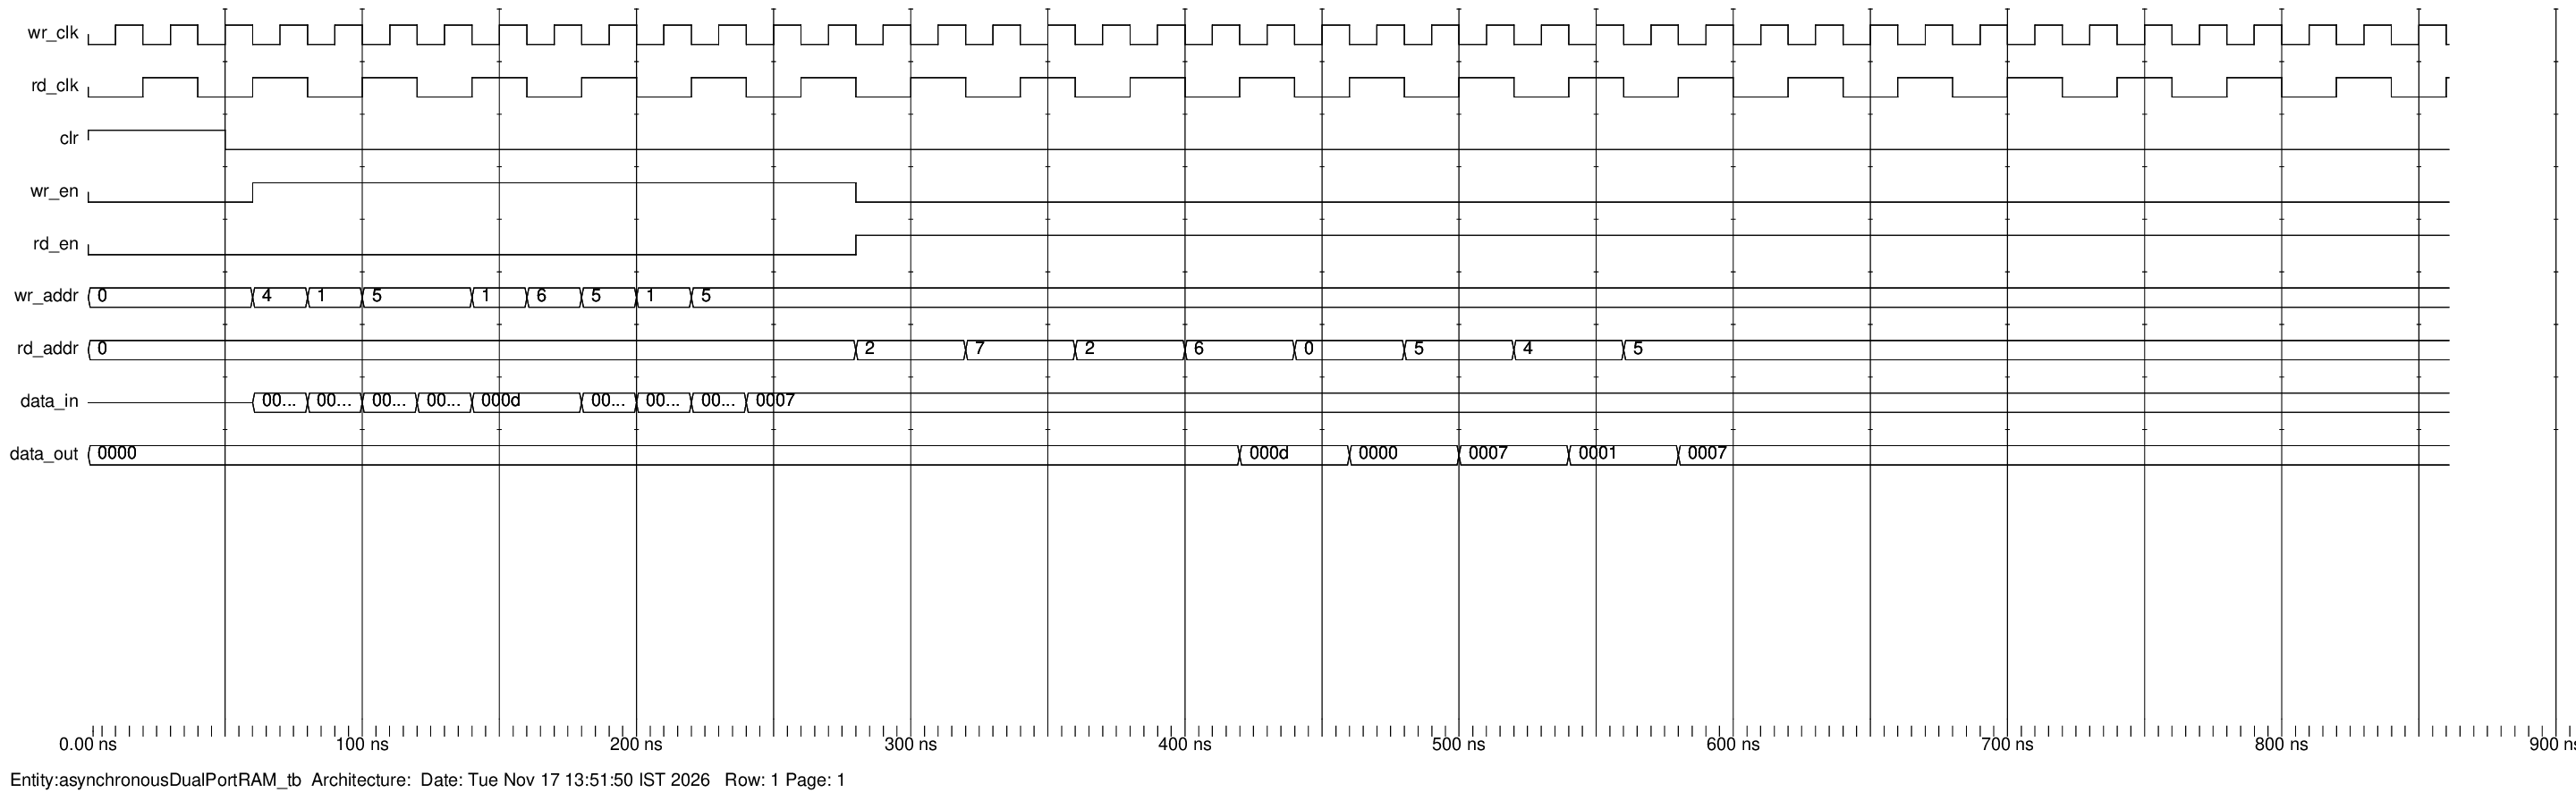 wr_clk
rd_clk
clr
wr_en
rd_en
wr_addr 0 4 1 5 1 6 5 1 5
rd_addr 0 2 7 2 6 0 5 4 5
data_in 00... 00... 00... 00... 000d 00... 00... 00... 0007
data_out 0000 000d 0000 0007 0001 0007
0.00 ns 100 ns 200 ns 300 ns 400 ns 500 ns 600 ns 700 ns 800 ns 900 ns
Entity:asynchronousDualPortRAM_tb Architecture: Date: Tue Nov 17 13:51:50 IST 2026 Row: 1 Page: 1